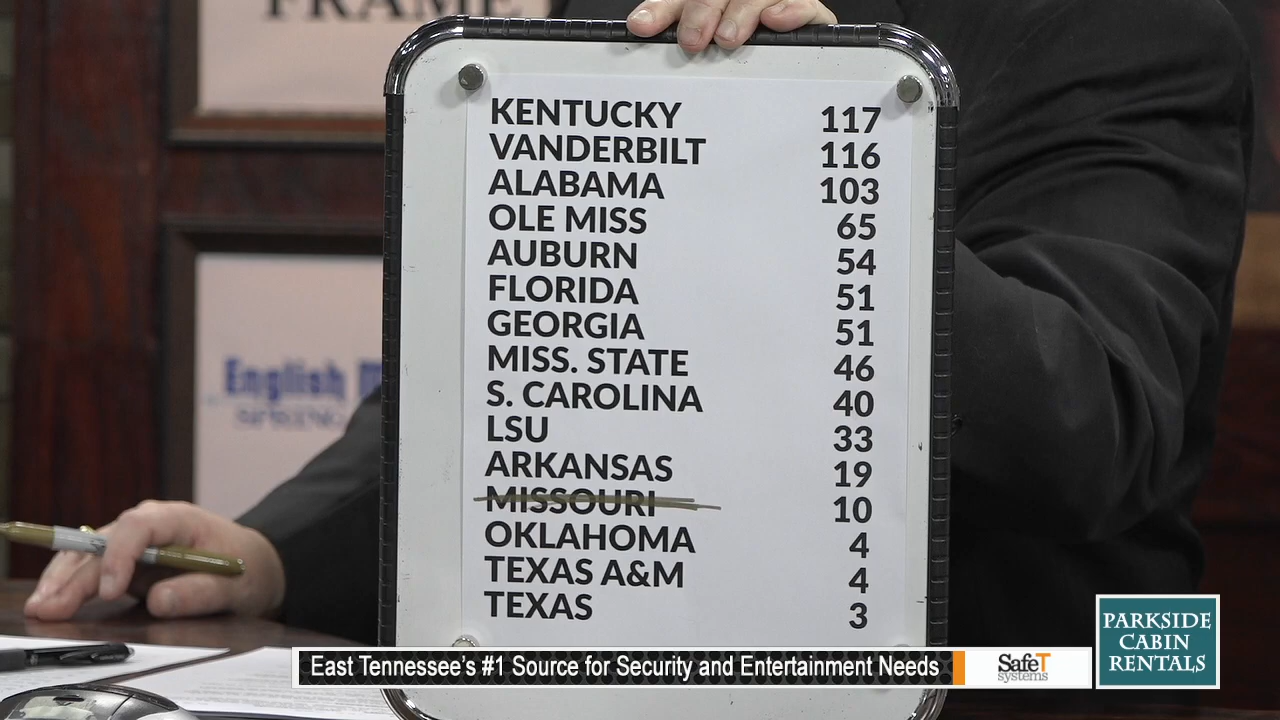 FRAME
KENTUCKY 117
VANDERBILT 116
ALABAMA 103
OLE MISS 65
AUBURN 54
FLORIDA 51
GEORGIA 51
MISS. STATE 46
S. CAROLINA 40
LSU 33
ARKANSAS 19
MISSOURI 10
OKLAHOMA 4
TEXAS A&M 4
TEXAS 3
English
East Tennessee's #1 Source for Security and Entertainment Needs
SafeT
systems
PARKSIDE
CABIN
RENTALS